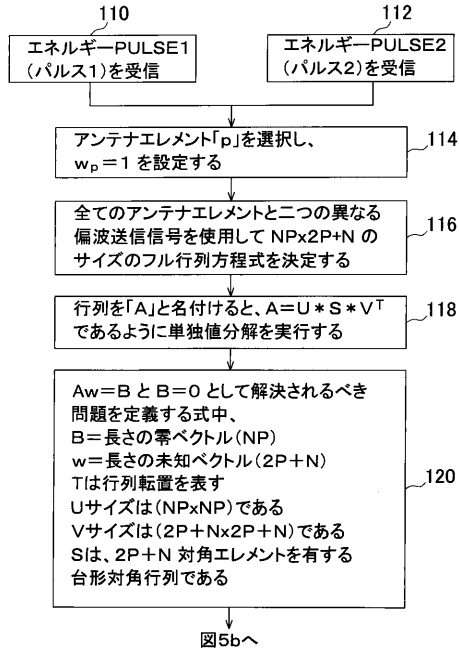 110
エネルギーPULSE1
(パルス1)を受信
112
エネルギーPULSE2
(パルス2)を受信
アンテナエレメント「p」を選択し、
wp=1を設定する
114
全てのアンテナエレメントと二つの異なる
偏波送信信号を使用してNPx2P+Nの
サイズのフル行列方程式を決定する
116
行列を「A」と名付けると、A=U*S*VT
であるように単独値分解を実行する
118
Aw=BとB=0として解決されるべき
問題を定義する式中、
B=長さの零ベクトル(NP)
w=長さの未知ベクトル(2P+N)
Tは行列転置を表す
Uサイズは(NPxNP)である
Vサイズは(2P+Nx2P+N)である
Sは、2P+N対角エレメントを有する
台形対角行列である
120
図5bへ